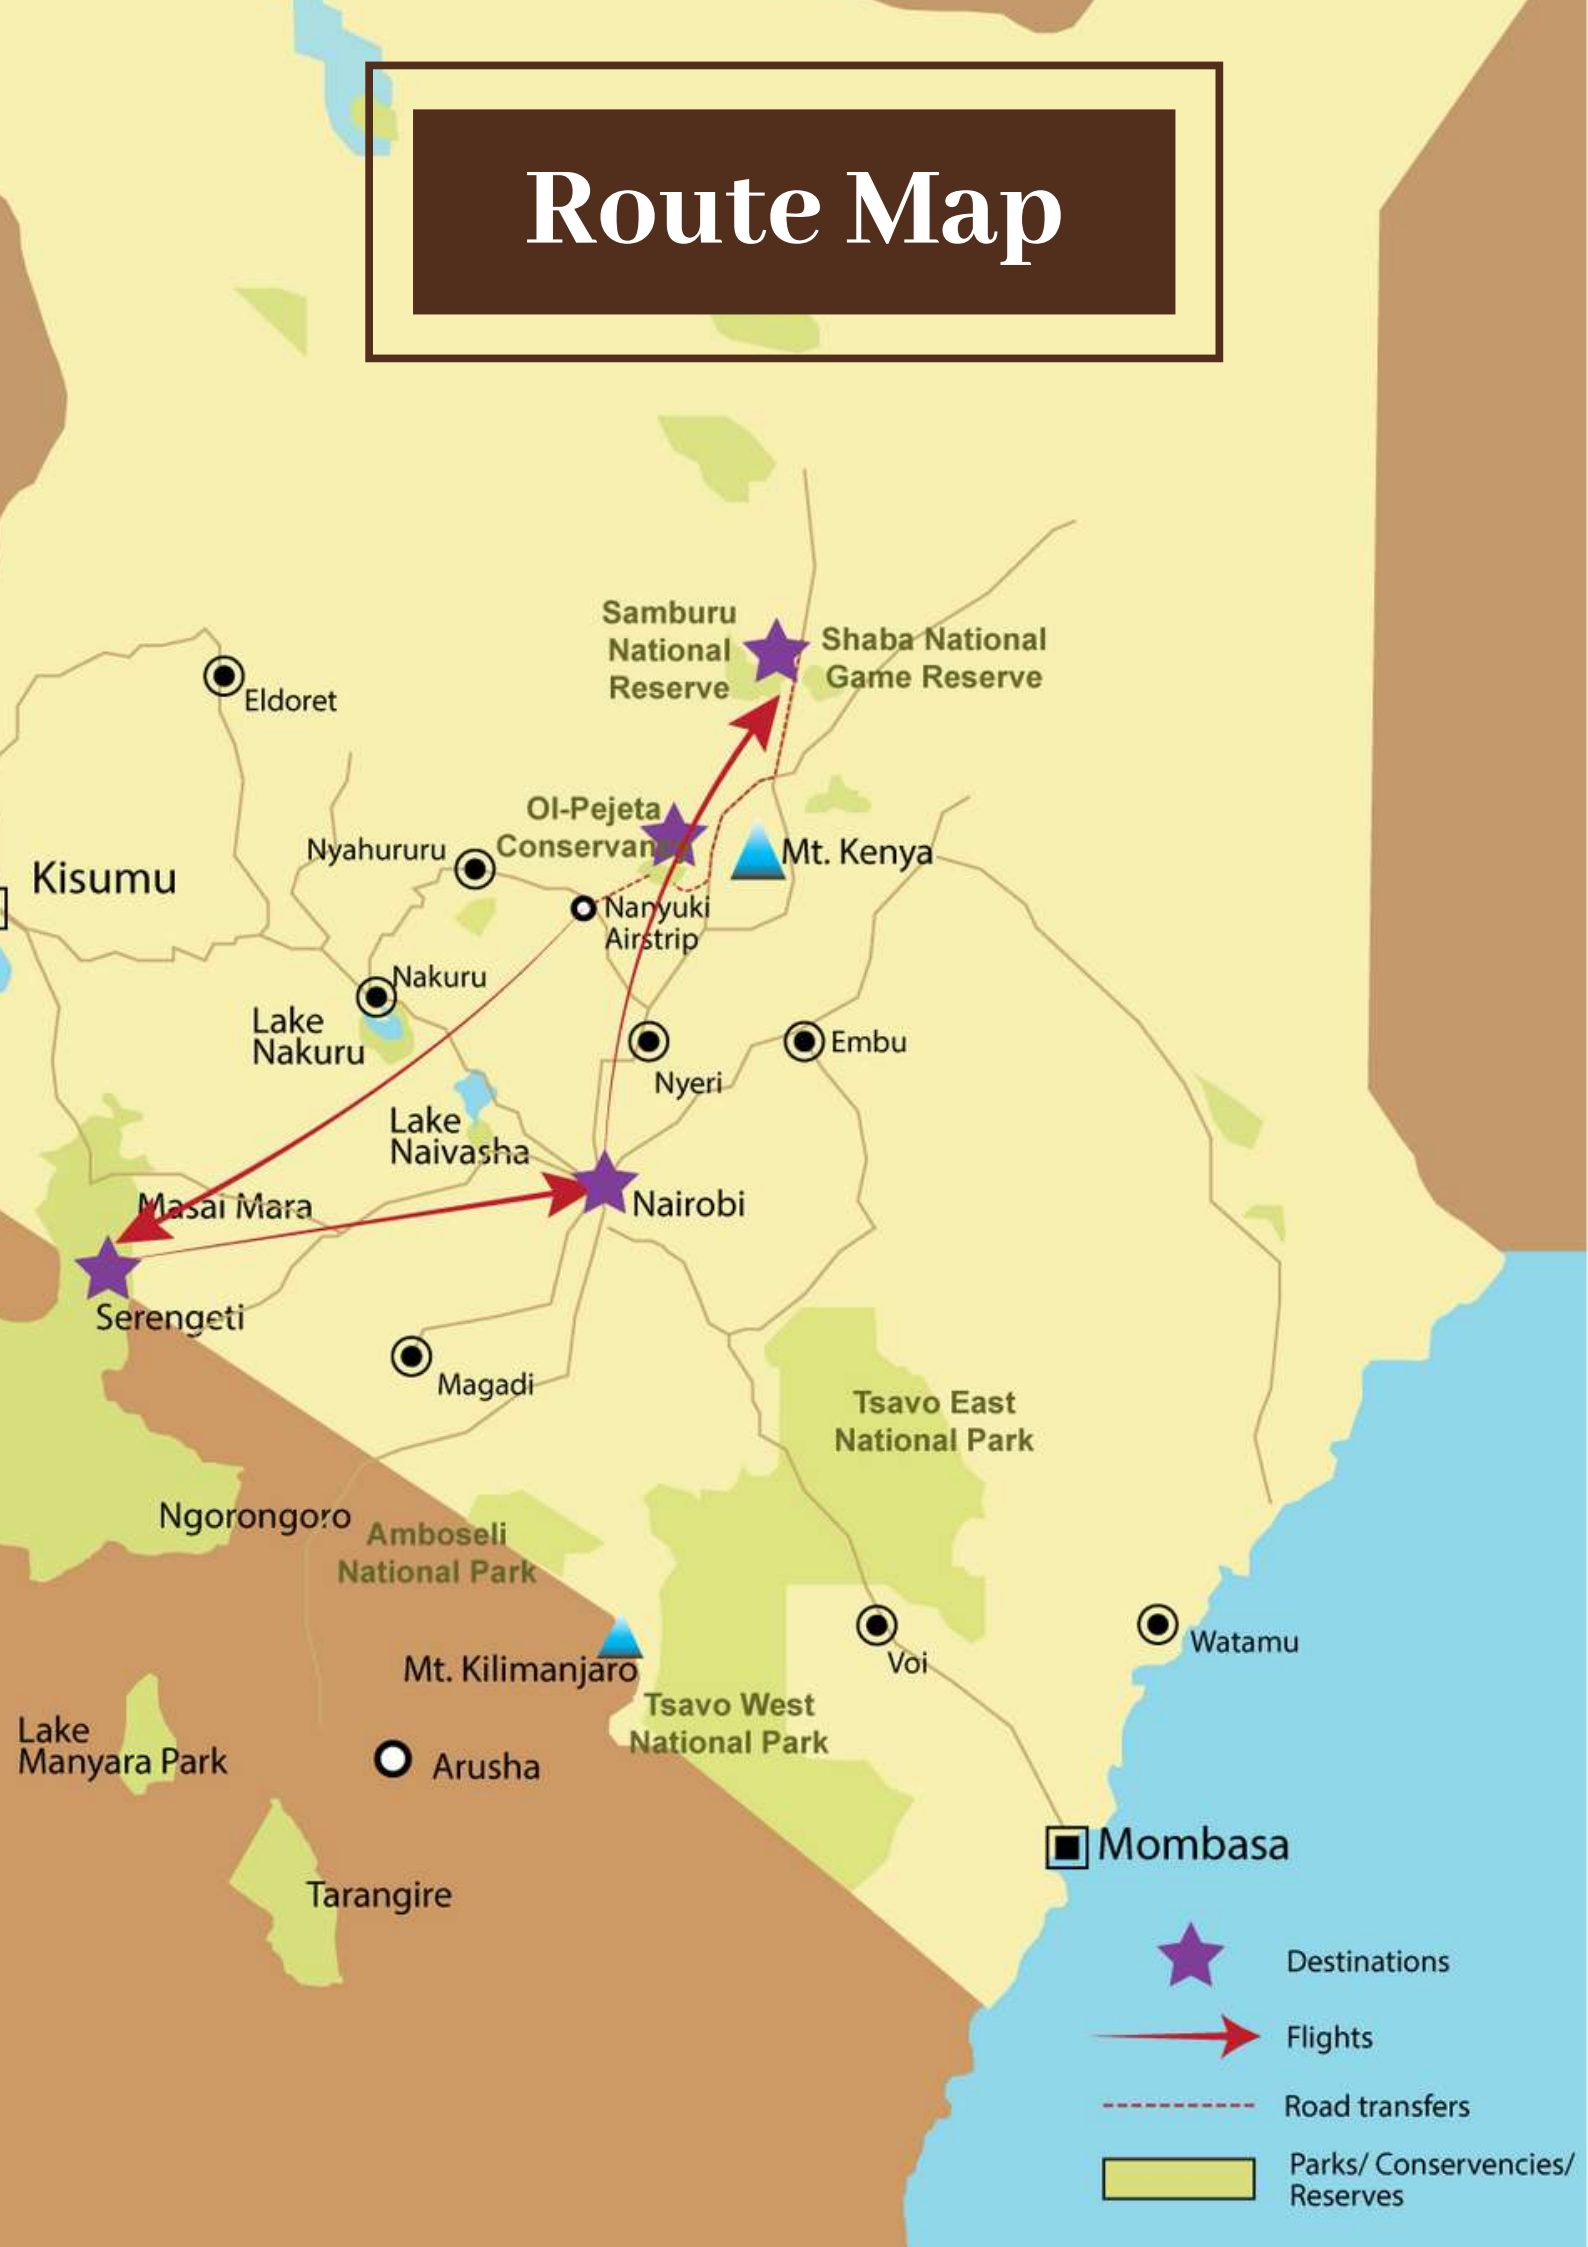 Route Map
Samburu
National
Reserve
Shaba National
Game Reserve
Eldoret
Ol-Pejeta
Conservan
Nyahururu
Mt. Kenya
Kisumu
Nanyuki
Airstrip
Nakuru
Lake
Nakuru
Embu
Nyeri
Lake
Naivasha
Masai Mara
Nairobi
Serengeti
Magadi
Tsavo East
National Park
Ngorongoro
Amboseli
National Park
Watamu
Voi
Mt. Kilimanjaro
Tsavo West
National Park
Lake
Manyara Park
Arusha
Mombasa
Tarangire
Destinations
Flights
Road transfers
Parks/ Conservencies/
Reserves